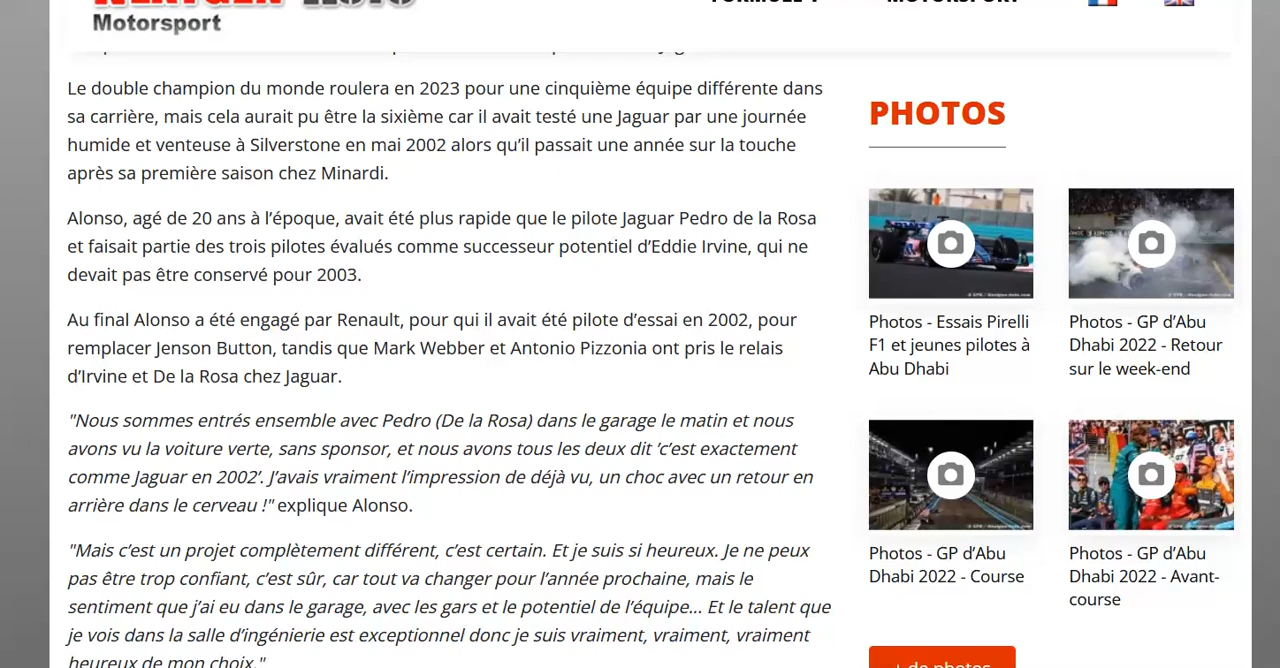 Motorsport
Le double champion du monde roulera en 2023 pour une cinquième équipe différente dans
sa carrière, mais cela aurait pu être la sixième car il avait testé une Jaguar par une journée
humide et venteuse à Silverstone en mai 2002 alors qu’il passait une année sur la touche
après sa première saison chez Minardi.
Alonso, agé de 20 ans à l’époque, avait été plus rapide que le pilote Jaguar Pedro de la Rosa
et faisait partie des trois pilotes évalués comme successeur potentiel d’Eddie Irvine, qui ne
devait pas être conservé pour 2003.
Au final Alonso a été engagé par Renault, pour qui il avait été pilote d’essai en 2002, pour
remplacer Jenson Button, tandis que Mark Webber et Antonio Pizzonia ont pris le relais
d’Irvine et De la Rosa chez Jaguar.
"Nous sommes entrés ensemble avec Pedro (De la Rosa) dans le garage le matin et nous
avons vu la voiture verte, sans sponsor, et nous avons tous les deux dit ’c’est exactement
comme Jaguar en 2002’. J’avais vraiment l’impression de déjà vu, un choc avec un retour en
arrière dans le cerveau !" explique Alonso.
"Mais c’est un projet complètement différent, c’est certain. Et je suis si heureux. Je ne peux
pas être trop confiant, c’est sûr, car tout va changer pour l’année prochaine, mais le
sentiment que j’ai eu dans le garage, avec les gars et le potentiel de l’équipe... Et le talent que
je vois dans la salle d’ingénierie est exceptionnel donc je suis vraiment, vraiment, vraiment
heureux de mon choix."
PHOTOS
Photos - Essais Pirelli
F1 et jeunes pilotes à
Abu Dhabi
Photos - GP d’Abu
Dhabi 2022 - Retour
sur le week-end
Photos - GP d’Abu
Dhabi 2022 - Course
Photos - GP d’Abu
Dhabi 2022 - Avant-
course
+ de photos